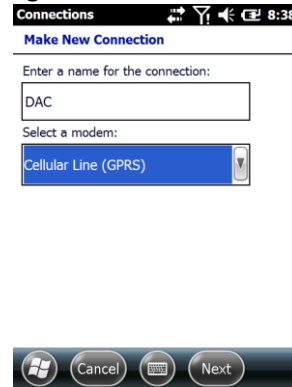 Connections 8:38
Make New Connection
Enter a name for the connection:
DAC
Select a modem:
Cellular Line (GPRS)
Cancel Next